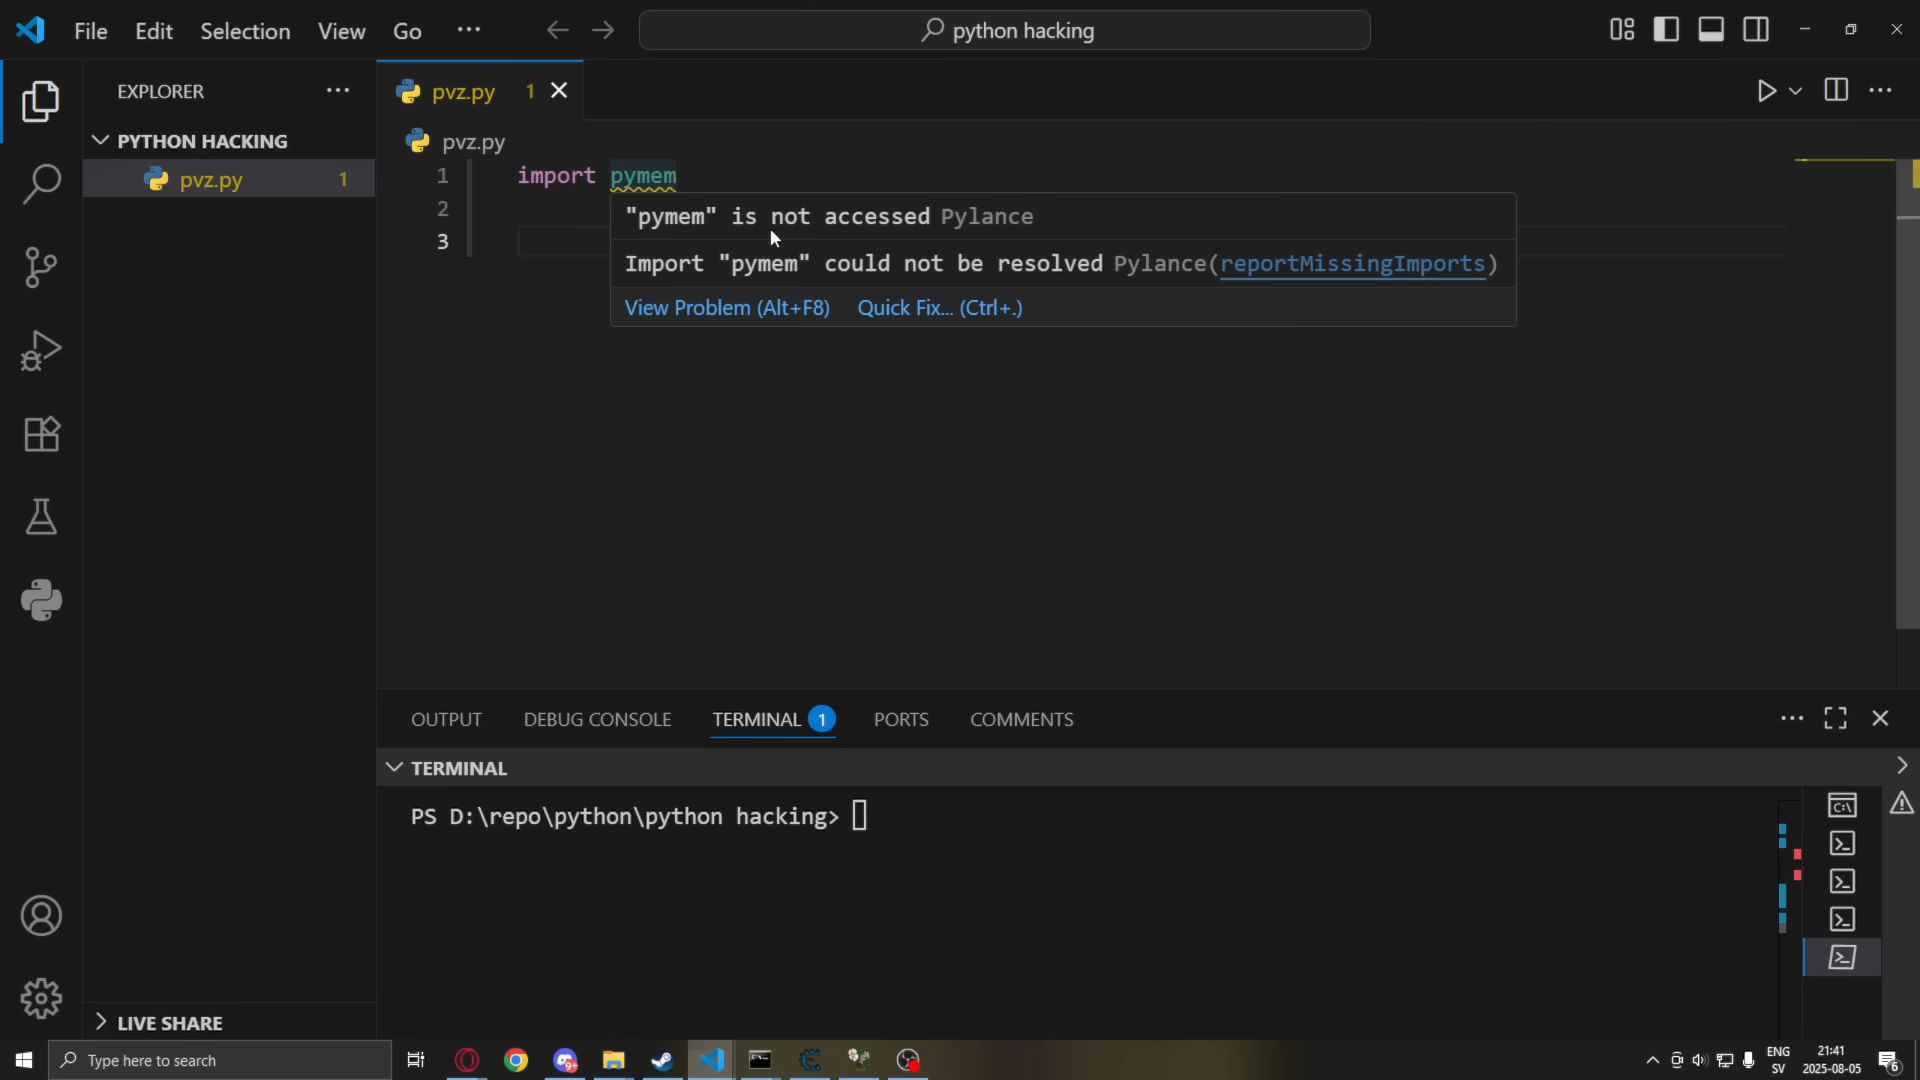 File Edit Selection View Go ···
python hacking
EXPLORER
PYTHON HACKING
pvz.py 1
LIVE SHARE
pvz.py 1
pvz.py
1 import pymem
2
3
"pymem" is not accessed Pylance
Import "pymem" could not be resolved Pylance(reportMissingImports)
View Problem (Alt+F8) Quick Fix... (Ctrl+.)
OUTPUT DEBUG CONSOLE TERMINAL 1 PORTS COMMENTS
TERMINAL
PS D:\repo\python\python hacking>
Type here to search
9+
ENG
SV
21:41
2025-08-05
6